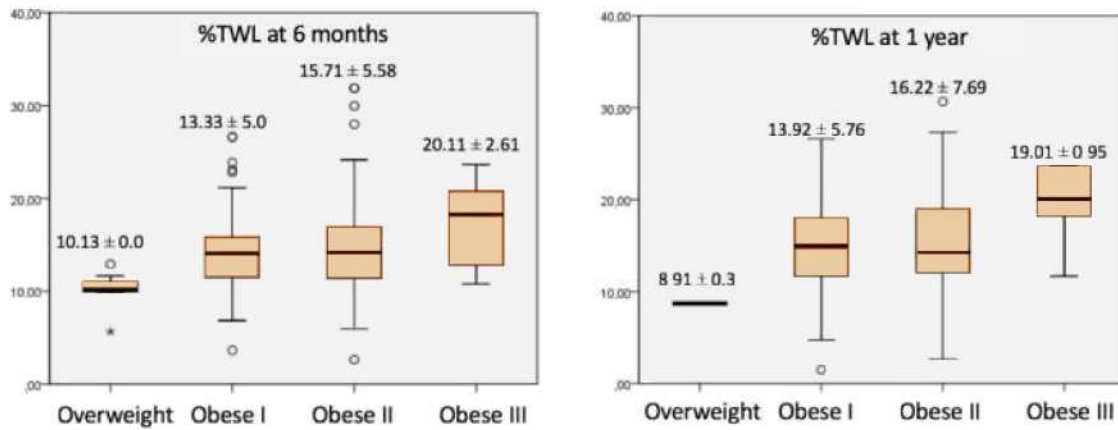 %TWL at 6 months
40,00
30,00
20,00
10,00
,00
10.13 ± 0.0
13.33 ± 5.0
15.71 ± 5.58
20.11 ± 2.61
Overweight Obese I Obese II Obese III
%TWL at 1 year
40,00
30,00
20,00
10,00
,00
8 91 ± 0.3
13.92 ± 5.76
16.22 ± 7.69
19.01 ± 0 95
Overweight Obese I Obese II Obese III